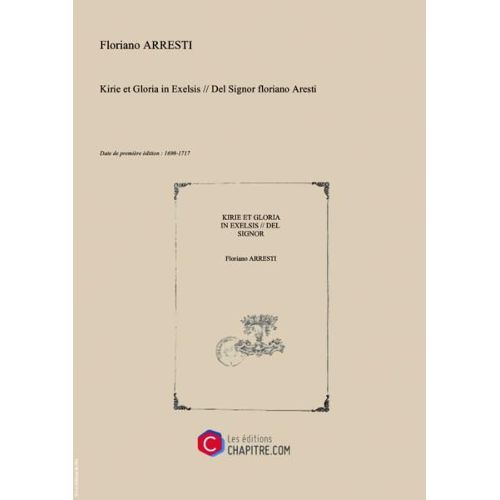 Floriano ARRESTI
Kirie et Gloria in Exelsis // Del Signor floriano Aresti
Date de première édition : 1690-1717
KIRIE ET GLORIA
IN EXELSIS // DEL
SIGNOR
Floriano ARRESTI
Les éditions
CHAPITRE.COM